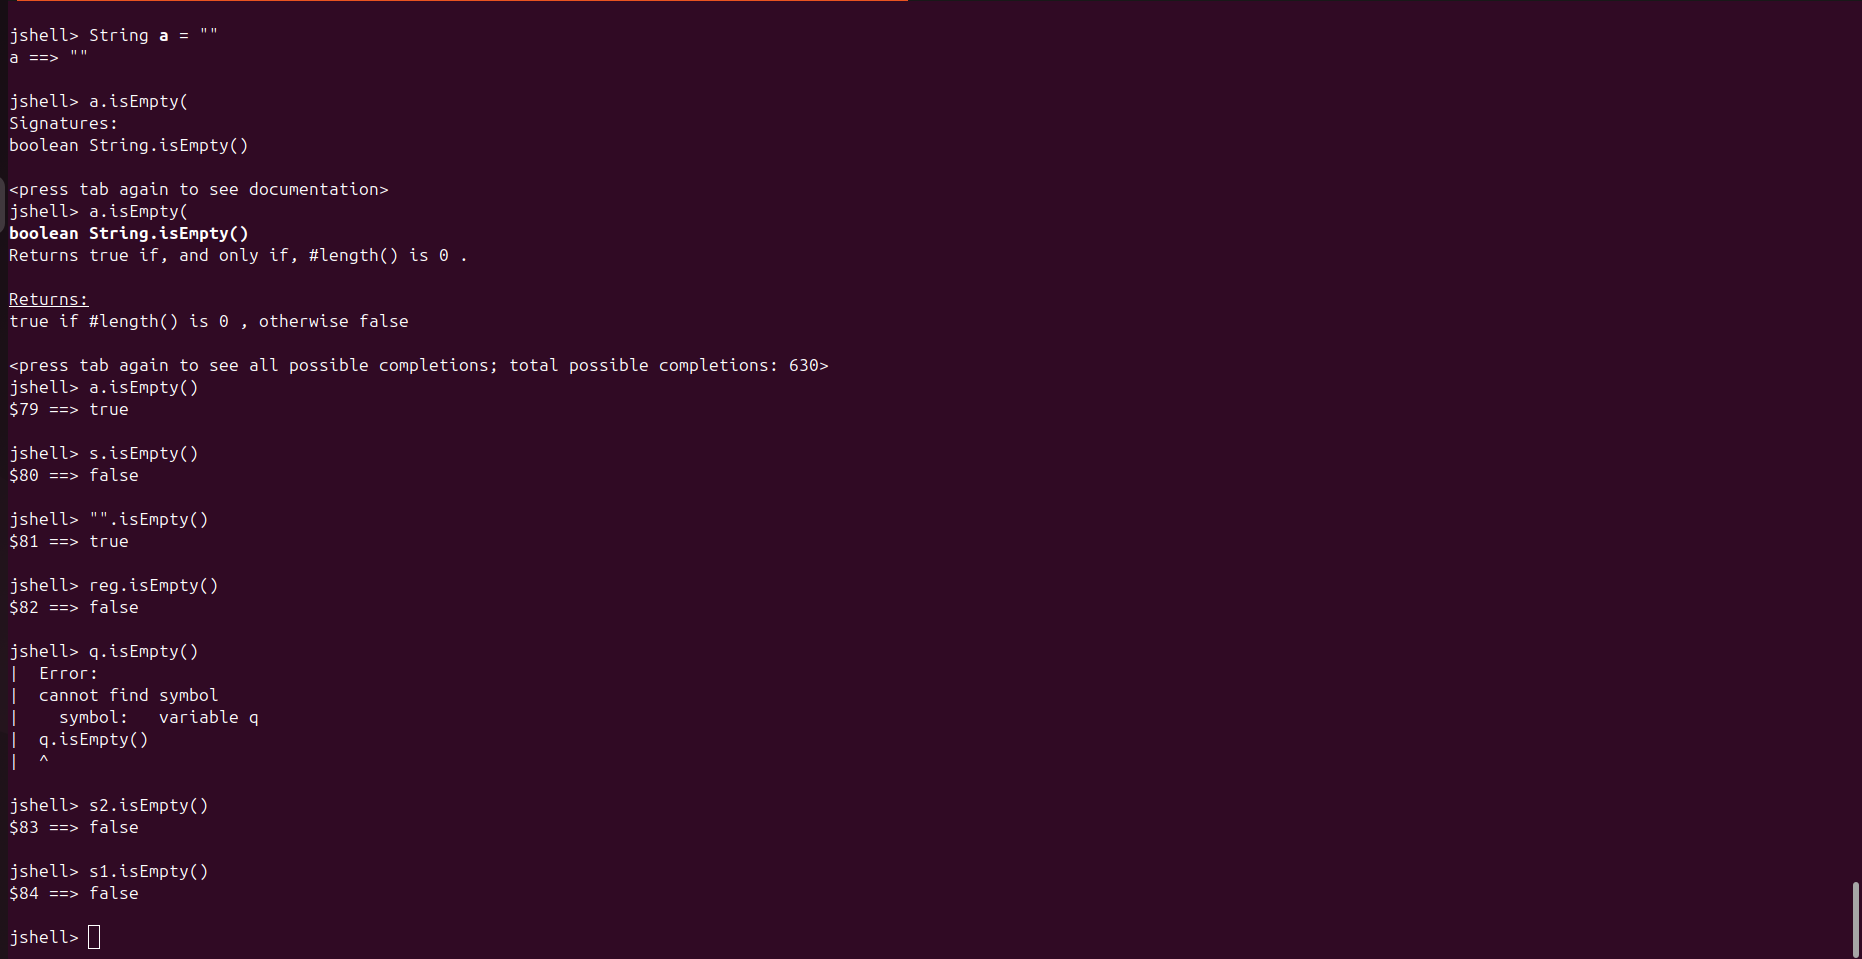 jshell> String a = ""
a ==> ""
jshell> a.isEmpty(
Signatures:
boolean String.isEmpty()
<press tab again to see documentation>
jshell> a.isEmpty(
boolean String.isEmpty()
Returns true if, and only if, #length() is 0 .
Returns:
true if #length() is 0 , otherwise false
<press tab again to see all possible completions; total possible completions: 630>
jshell> a.isEmpty()
$79 ==> true
jshell> s.isEmpty()
$80 ==> false
jshell> "".isEmpty()
$81 ==> true
jshell> reg.isEmpty()
$82 ==> false
jshell> q.isEmpty()
|  Error:
|  cannot find symbol
|    symbol:   variable q
|  q.isEmpty()
|  ^
jshell> s2.isEmpty()
$83 ==> false
jshell> s1.isEmpty()
$84 ==> false
jshell>